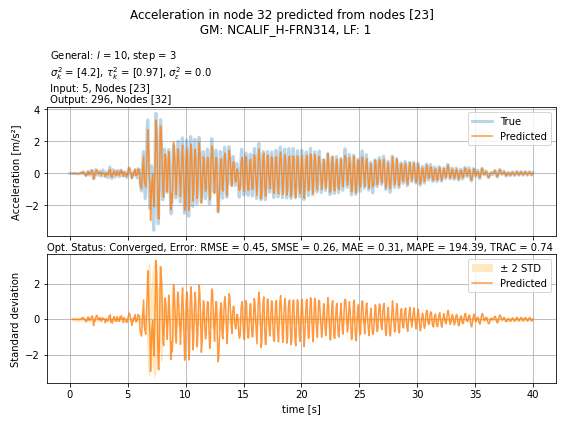 Acceleration in node 32 predicted from nodes [23]
GM: NCALIF_H-FRN314, LF: 1
General: l = 10, step = 3
σ²ₖ = [4.2], τ²ₖ = [0.97], σ²ε = 0.0
Input: 5, Nodes [23]
Output: 296, Nodes [32]
Acceleration [m/s²]
4
2
0
−2
True
Predicted
Opt. Status: Converged, Error: RMSE = 0.45, SMSE = 0.26, MAE = 0.31, MAPE = 194.39, TRAC = 0.74
Standard deviation
2
0
−2
± 2 STD
Predicted
0 5 10 15 20 25 30 35 40
time [s]